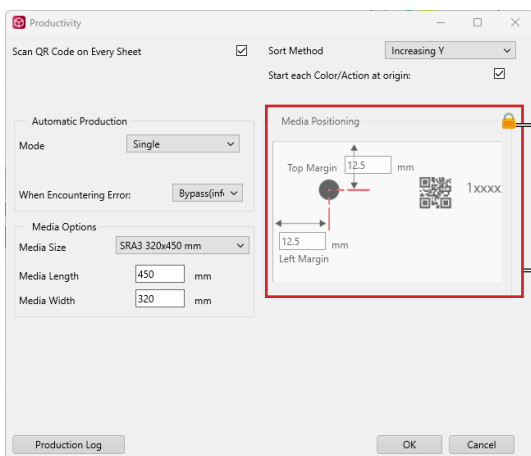 Productivity
Scan QR Code on Every Sheet
Sort Method Increasing Y
Start each Color/Action at origin:
Automatic Production
Mode Single
When Encountering Error: Bypass(info
Media Options
Media Size SRA3 320x450 mm
Media Length 450 mm
Media Width 320 mm
Media Positioning
Top Margin 12.5 mm
1xxxx
12.5 mm
Left Margin
Production Log
OK Cancel